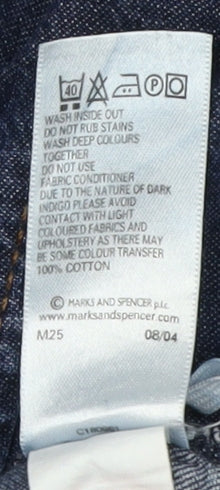 40 P
WASH INSIDE OUT
DO NOT RUB STAINS
WASH DEEP COLOURS
TOGETHER
DO NOT USE
FABRIC CONDITIONER
DUE TO THE NATURE OF DARK
INDIGO PLEASE AVOID
CONTACT WITH LIGHT
COLOURED FABRICS AND
UPHOLSTERY AS THERE MAY
BE SOME COLOUR TRANSFER
100% COTTON
© MARKS AND SPENCER p.l.c.
www.marksandspencer.com
M25 08/04